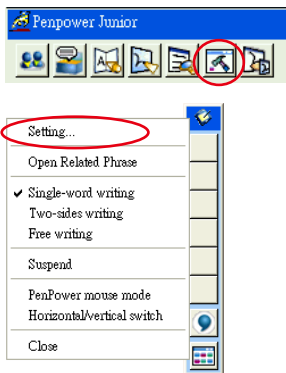 Penpower Junior
Setting...
Open Related Phrase
Single-word writing
Two-sides writing
Free writing
Suspend
PenPower mouse mode
Horizontal/vertical switch
Close